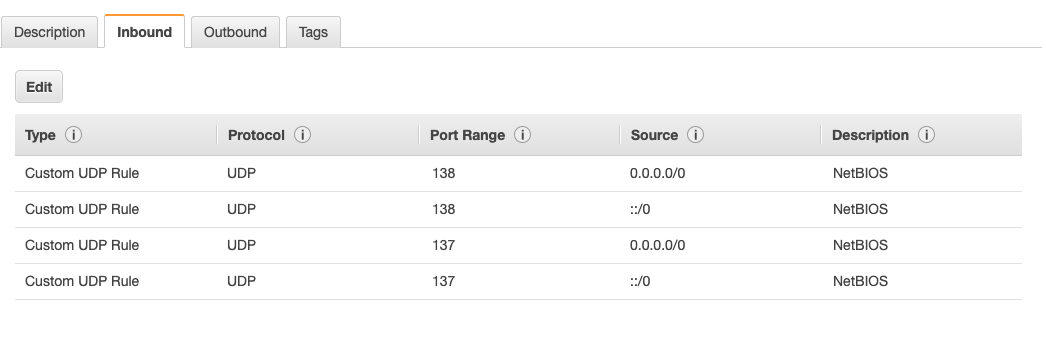 Description Inbound Outbound Tags
Edit
Type i Protocol i Port Range i Source i Description i
Custom UDP Rule UDP 138 0.0.0.0/0 NetBIOS
Custom UDP Rule UDP 138 ::/0 NetBIOS
Custom UDP Rule UDP 137 0.0.0.0/0 NetBIOS
Custom UDP Rule UDP 137 ::/0 NetBIOS